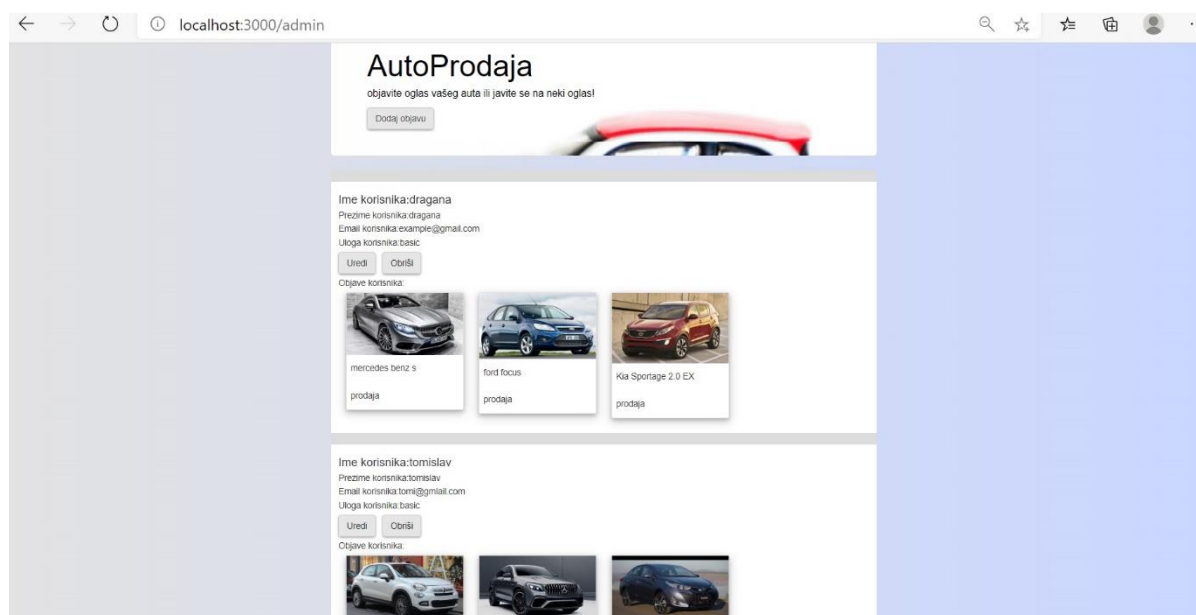 localhost:3000/admin
AutoProdaja
objavite oglas vašeg auta ili javite se na neki oglas!
Dodaj objavu
Ime korisnika:dragana
Prezime korisnika:dragana
Email korisnika:example@gmail.com
Uloga korisnika:basic
Uredi Obriši
Objave korisnika:
mercedes benz s
ford focus
Kia Sportage 2.0 EX
prodaja
prodaja
prodaja
Ime korisnika:tomislav
Prezime korisnika:tomislav
Email korisnika:tomi@gmlail.com
Uloga korisnika:basic
Uredi Obriši
Objave korisnika: